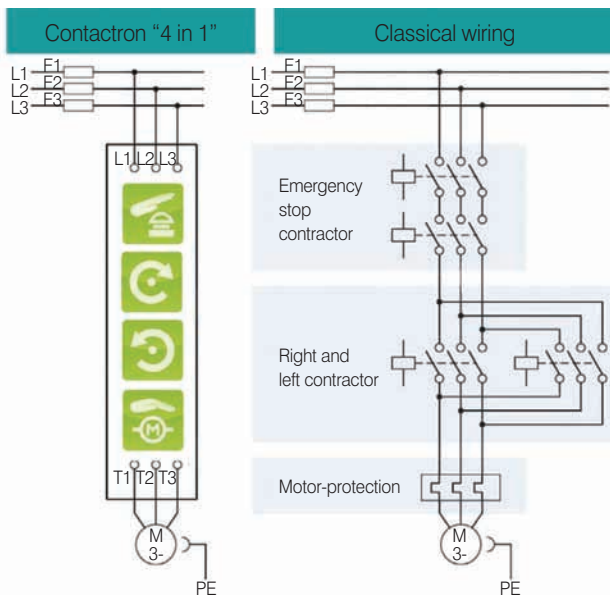 Contactron “4 in 1”
F1
L1
F2
L2
F3
L3
L1 L2 L3
M
T1 T2 T3
M
3-
PE
Classical wiring
F1
L1
F2
L2
F3
L3
Emergency
stop
contractor
Right and
left contractor
Motor-protection
M
3-
PE